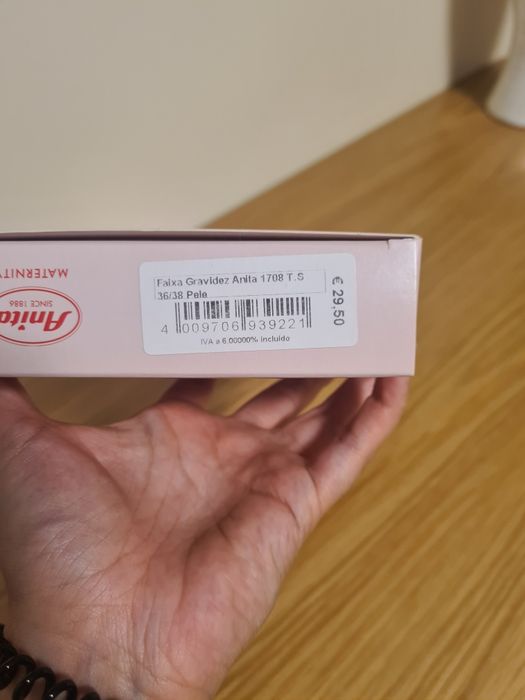 MATERNITY
Anita
SINCE 1886
Faixa Gravidez Anita 1708 T.S
36/38 Pele
€ 29,50
4 009706 939221
IVA a 6.00000% incluido